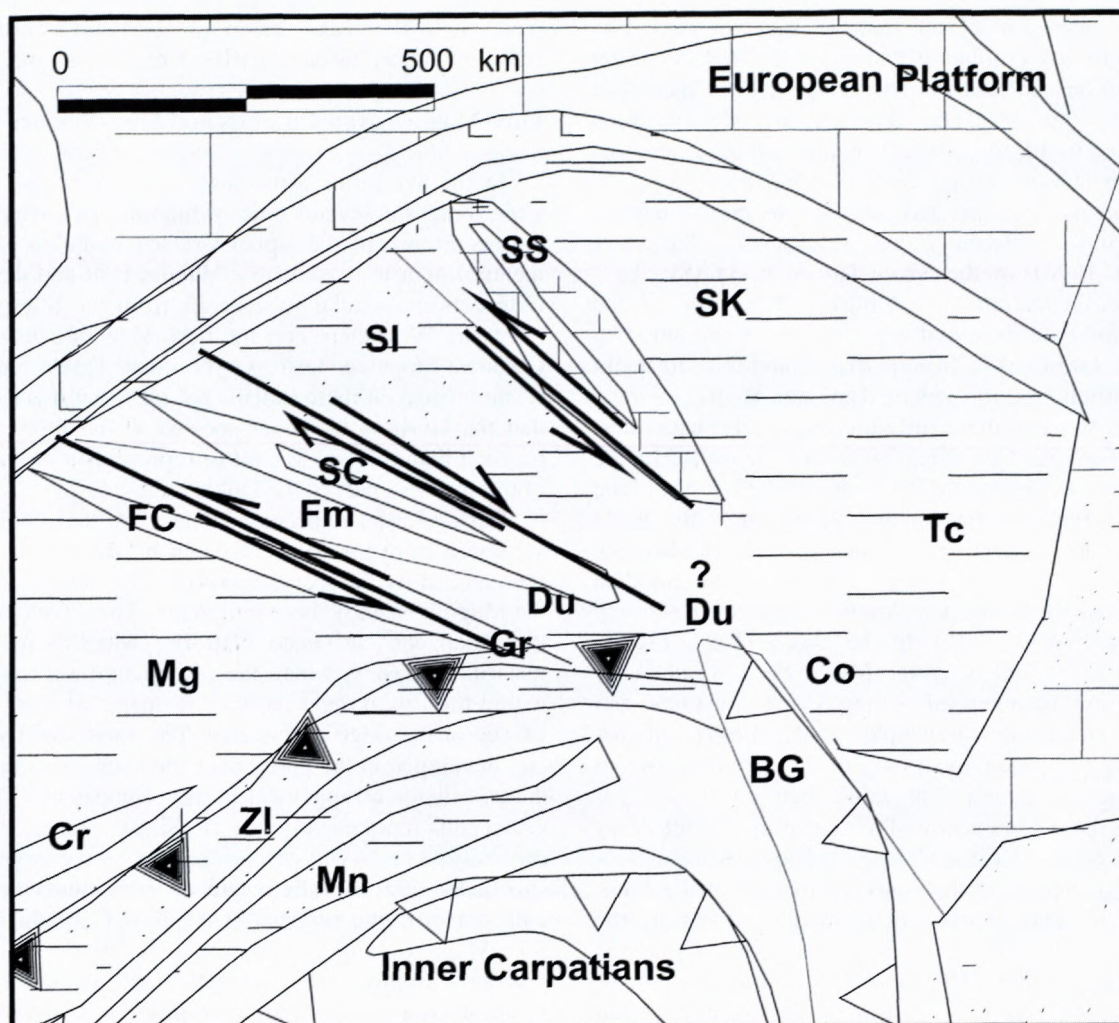 0 500 km
European Platform
SS
SK
SI
SC
FC
Fm
Tc
?
Du
Du
Gr
Mg
Co
BG
Zl
Cr
Mn
Inner Carpatians